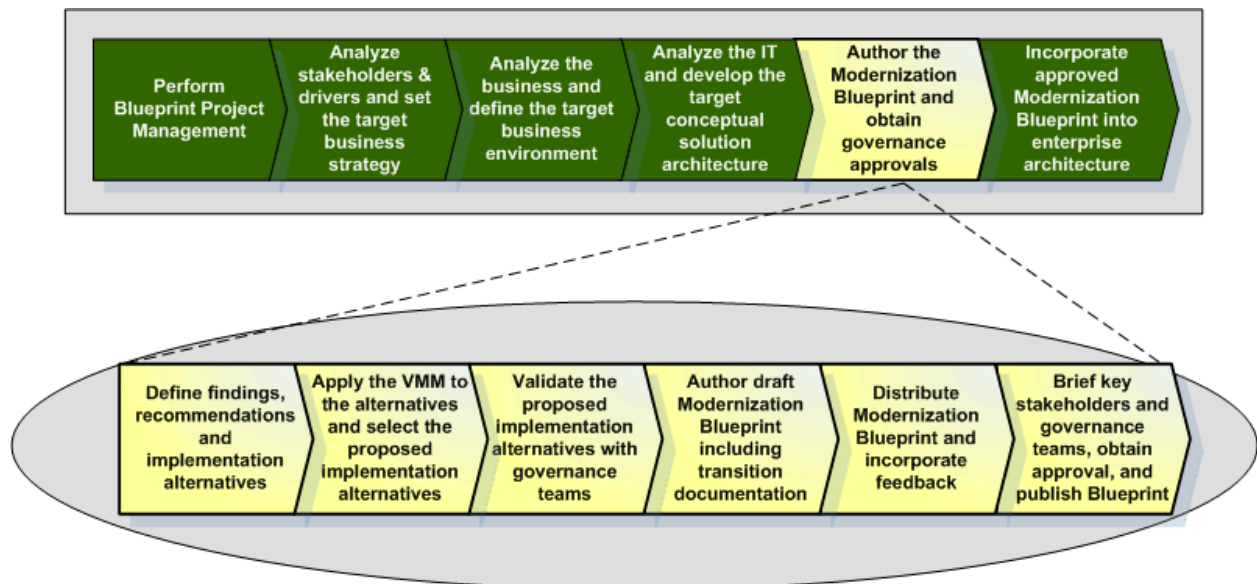 Perform
Blueprint Project
Management
Analyze
stakeholders &
drivers and set
the target
business
strategy
Analyze the
business and
define the target
business
environment
Analyze the IT
and develop the
target
conceptual
solution
architecture
Author the
Modernization
Blueprint and
obtain
governance
approvals
Incorporate
approved
Modernization
Blueprint into
enterprise
architecture
Define findings,
recommendations
and
implementation
alternatives
Apply the VMM to
the alternatives
and select the
proposed
implementation
alternatives
Validate the
proposed
implementation
alternatives with
governance
teams
Author draft
Modernization
Blueprint
including
transition
documentation
Distribute
Modernization
Blueprint and
incorporate
feedback
Brief key
stakeholders and
governance
teams, obtain
approval, and
publish Blueprint